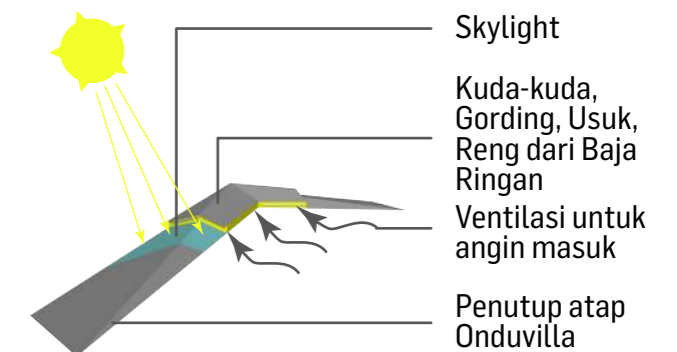 Skylight
Kuda-kuda,
Gording, Usuk,
Reng dari Baja
Ringan
Ventilasi untuk
angin masuk
Penutup atap
Onduvilla